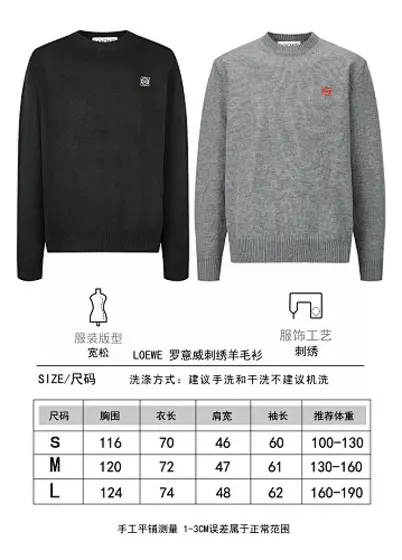 LOEWE LOEWE
服装版型 服饰工艺
宽松 LOEWE 罗意威刺绣羊毛衫 刺绣
SIZE/尺码 洗涤方式：建议手洗和干洗不建议机洗
尺码 胸围 衣长 肩宽 袖长 推荐体重
S 116 70 46 60 100-130
M 120 72 47 61 130-160
L 124 74 48 62 160-190
手工平铺测量 1-3CM误差属于正常范围